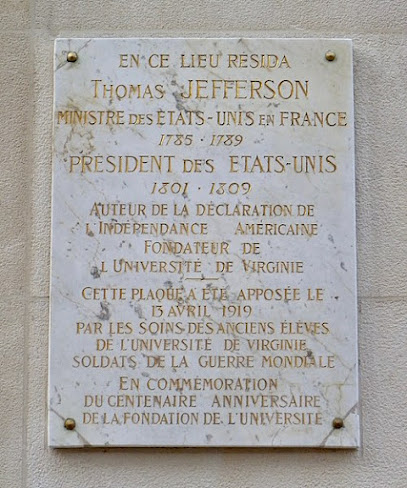 EN CE LIEU RÉSIDA
THOMAS JEFFERSON
MINISTRE DES ÉTATS-UNIS EN FRANCE
1785 · 1789
PRÉSIDENT DES ETATS-UNIS
1801 · 1809
AUTEUR DE LA DÉCLARATION DE
L'INDÉPENDANCE AMÉRICAINE
FONDATEUR DE
L'UNIVERSITÉ DE VIRGINIE
CETTE PLAQUE A ÉTÉ APPOSÉE LE
13 AVRIL 1919
PAR LES SOINS DES ANCIENS ÉLÈVES
DE L'UNIVERSITÉ DE VIRGINIE
SOLDATS DE LA GUERRE MONDIALE
EN COMMÉMORATION
DU CENTENAIRE ANNIVERSAIRE
DE LA FONDATION DE L'UNIVERSITÉ